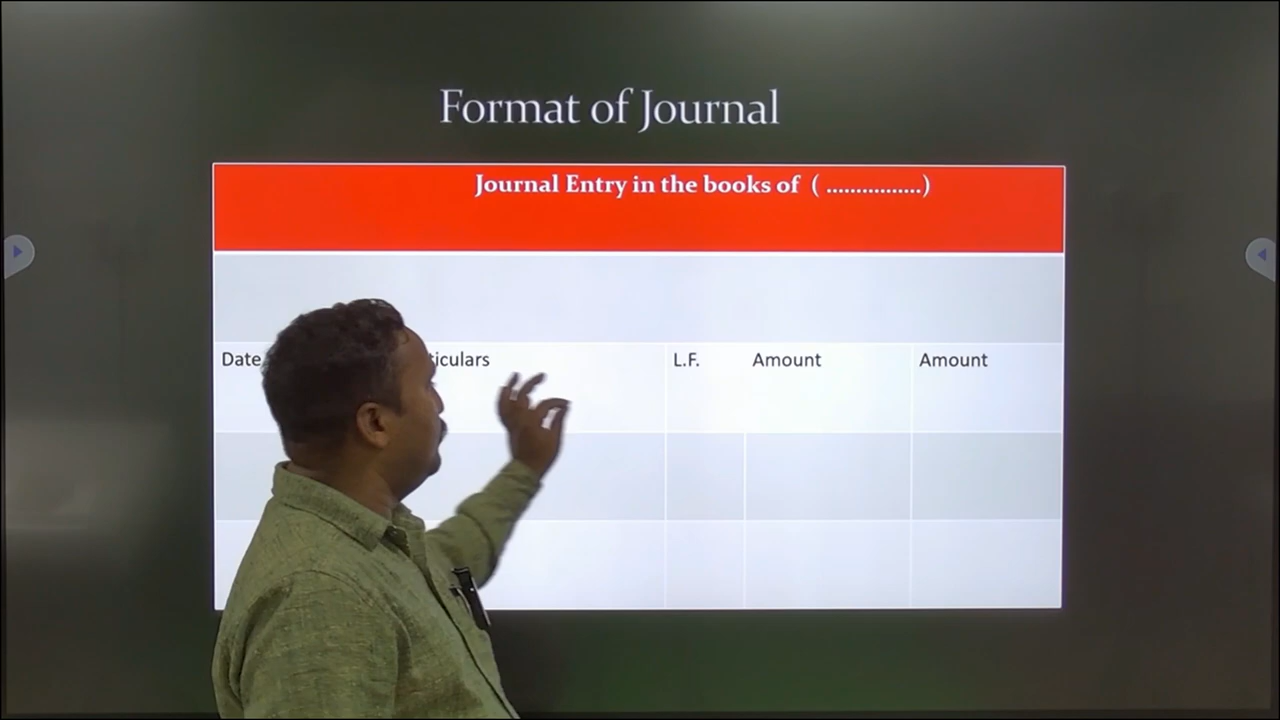 Format of Journal
Journal Entry in the books of ( ................)
Date ticulars L.F. Amount Amount